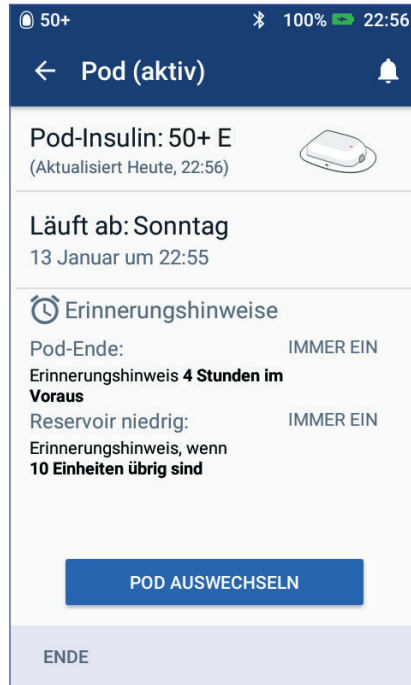 50+ 100% 22:56
Pod (aktiv)
Pod-Insulin: 50+ E
(Aktualisiert Heute, 22:56)
Läuft ab: Sonntag
13 Januar um 22:55
Erinnerungshinweise
Pod-Ende: IMMER EIN
Erinnerungshinweis 4 Stunden im
Voraus
Reservoir niedrig: IMMER EIN
Erinnerungshinweis, wenn
10 Einheiten übrig sind
POD AUSWECHSELN
ENDE